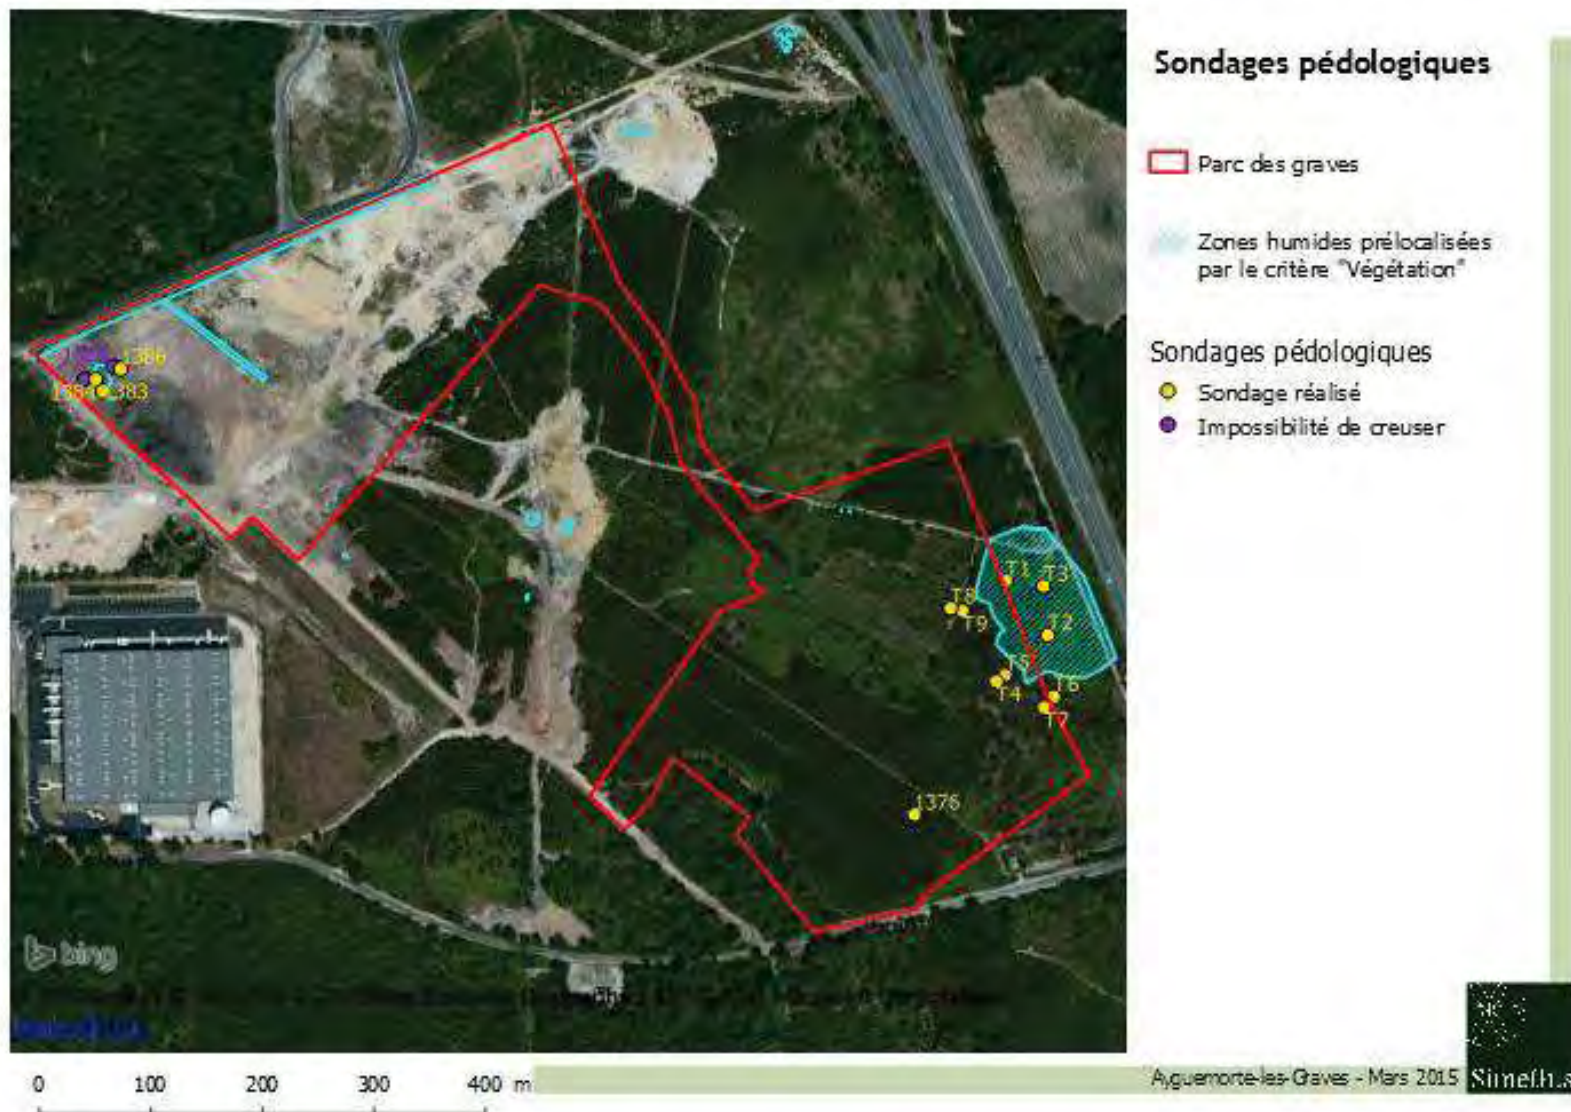 Sondages pédologiques
Parc des graves
Zones humides prélocalisées
par le critère "Végétation"
Sondages pédologiques
Sondage réalisé
Impossibilité de creuser
1386
1383
T1
T3
T8
T9
T2
T5
T4
T6
T7
1376
bing
0 100 200 300 400 m
Ayguemorte-les-Graves - Mars 2015
Simethis